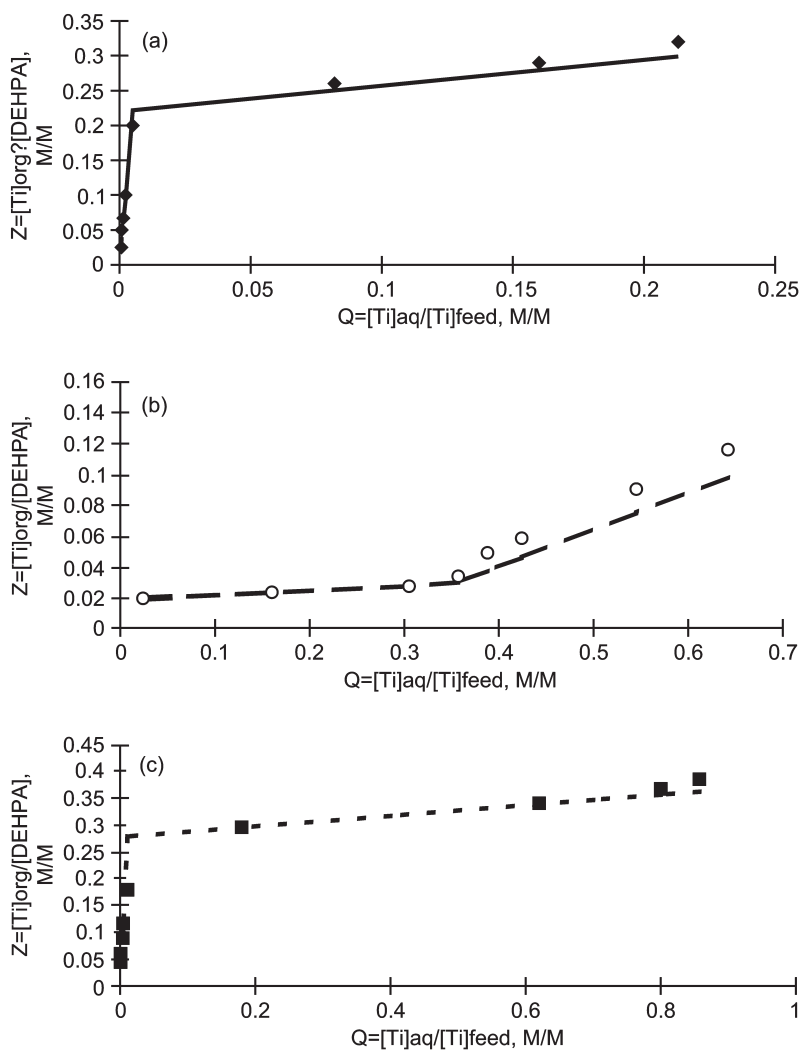 (a)
Z=[Ti]org?[DEHPA],
M/M
0.35
0.3
0.25
0.2
0.15
0.1
0.05
0
0 0.05 0.1 0.15 0.2 0.25
Q=[Ti]aq/[Ti]feed, M/M
(b)
Z=[Ti]org/[DEHPA],
M/M
0.16
0.14
0.12
0.1
0.08
0.06
0.04
0.02
0
0 0.1 0.2 0.3 0.4 0.5 0.6 0.7
Q=[Ti]aq/[Ti]feed, M/M
(c)
Z=[Ti]org/[DEHPA],
M/M
0.45
0.4
0.35
0.3
0.25
0.2
0.15
0.1
0.05
0
0 0.2 0.4 0.6 0.8 1
Q=[Ti]aq/[Ti]feed, M/M